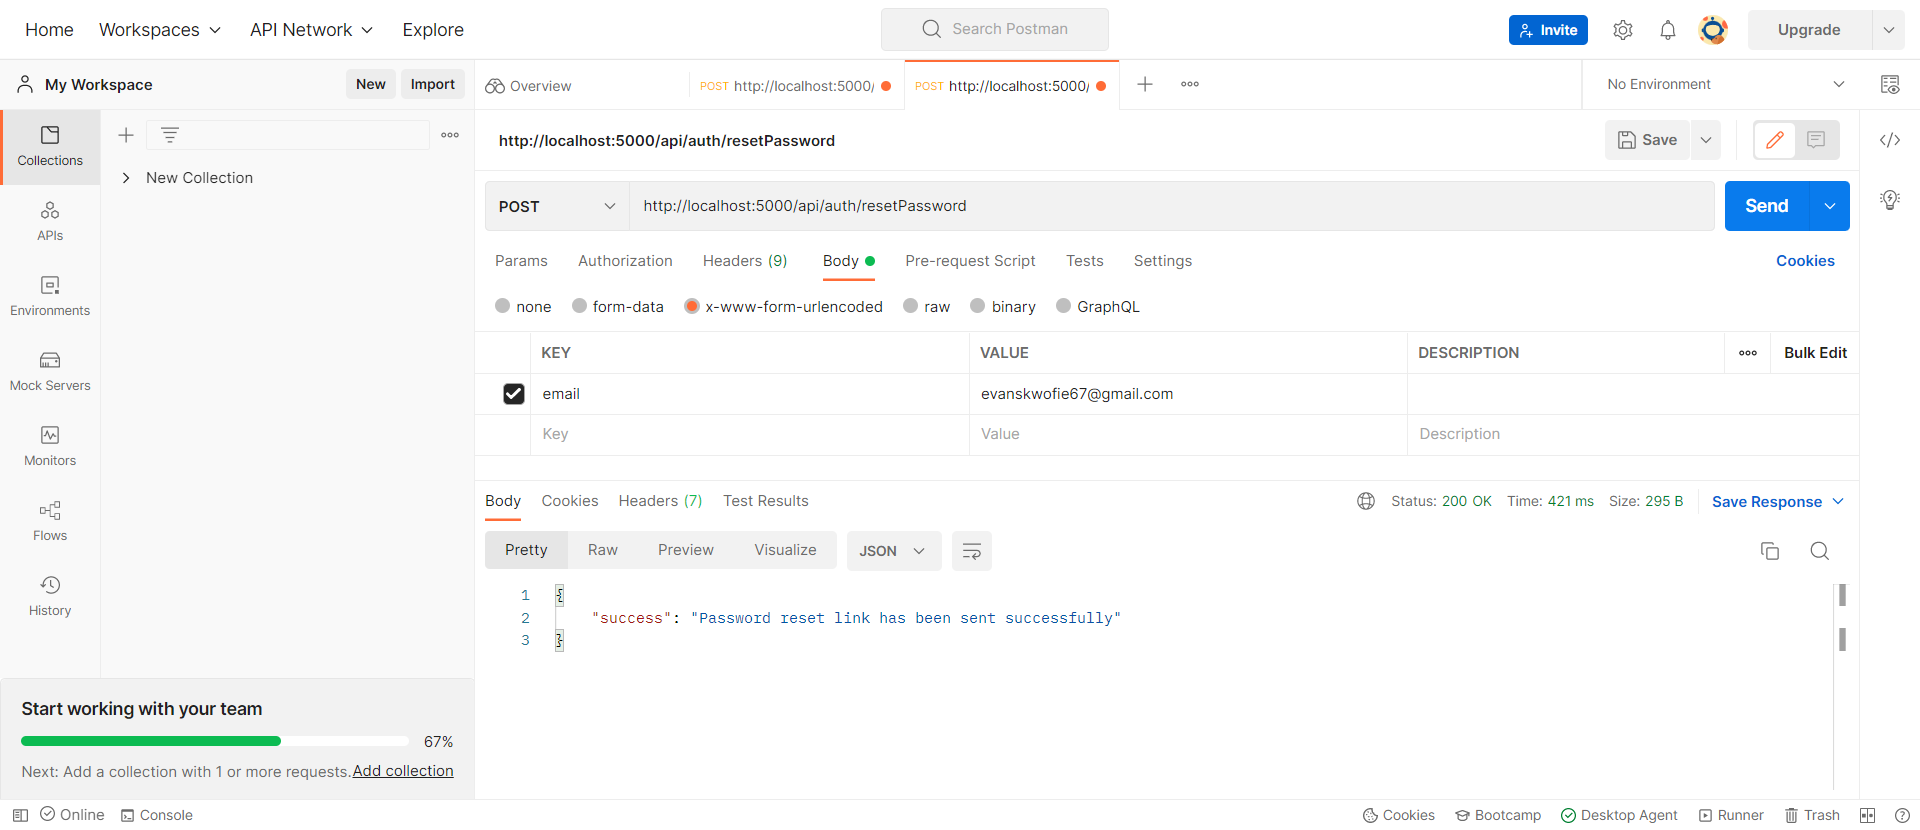 Home Workspaces API Network Explore Search Postman Invite Upgrade
My Workspace New Import Overview POST http://localhost:5000/ POST http://localhost:5000/ No Environment
Collections
New Collection
APIs
Environments
Mock Servers
Monitors
Flows
History
http://localhost:5000/api/auth/resetPassword Save
POST http://localhost:5000/api/auth/resetPassword Send
Params Authorization Headers (9) Body Pre-request Script Tests Settings Cookies
none form-data x-www-form-urlencoded raw binary GraphQL
KEY VALUE DESCRIPTION Bulk Edit
email evanskwofie67@gmail.com
Key Value Description
Body Cookies Headers (7) Test Results Status: 200 OK Time: 421 ms Size: 295 B Save Response
Pretty Raw Preview Visualize JSON
1 {
2 "success": "Password reset link has been sent successfully"
3 }
Start working with your team
67%
Next: Add a collection with 1 or more requests. Add collection
Online Console Cookies Bootcamp Desktop Agent Runner Trash